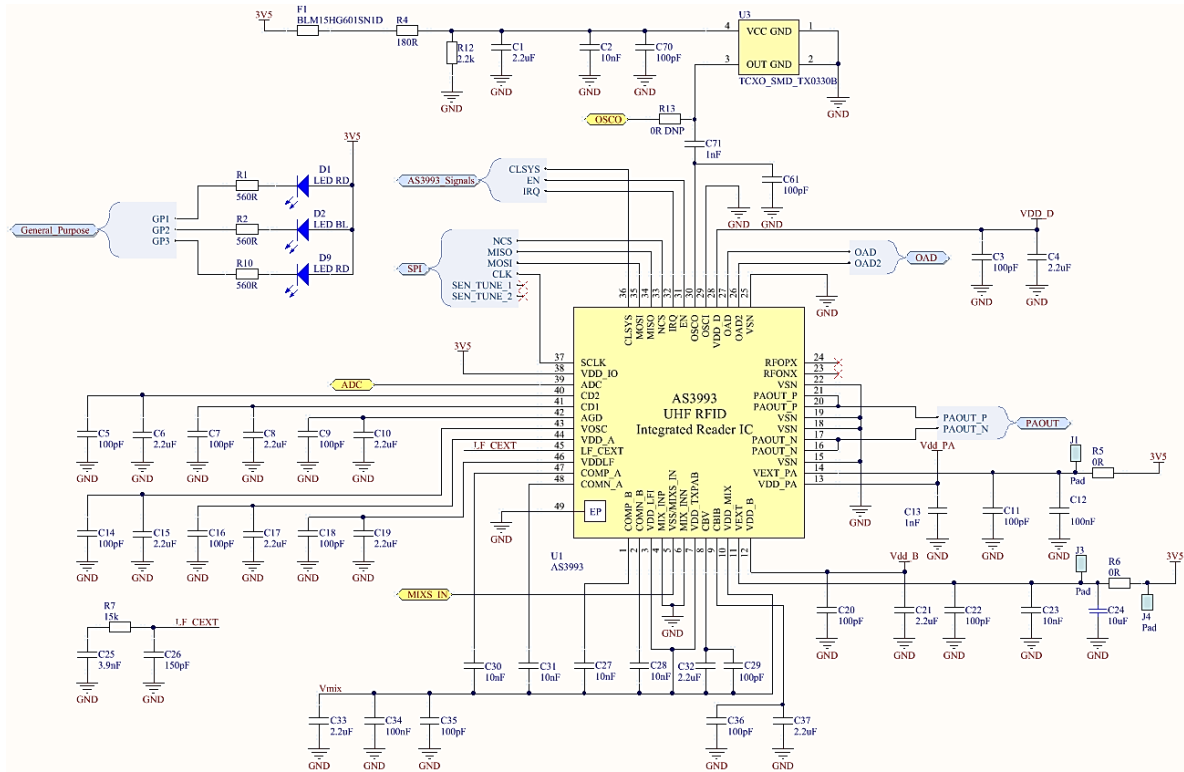 3V5
F1
BLM15HG601SN1D
R4
180R
R12
2.2k
C1
2.2uF
C2
10nF
C70
100pF
GND
GND
GND
GND
U3
4
VCC GND
1
3
OUT GND
2
TCXO_SMD_TX0330B
GND
OSCO
R13
0R DNP
C71
1nF
C61
100pF
GND
GND
3V5
General_Purpose
GP1
GP2
GP3
R1
560R
R2
560R
R10
560R
D1
LED RD
D2
LED BL
D9
LED RD
AS3993_Signals
CLSYS
EN
IRQ
SPI
NCS
MISO
MOSI
CLK
SEN_TUNE_1
SEN_TUNE_2
OAD
OAD2
OAD
GND
VDD_D
C3
100pF
C4
2.2uF
GND
GND
36
35
34
33
32
31
30
29
28
27
26
25
CLSYS
MOSI
MISO
NCS
IRQ
EN
OSCO
OSCI
VDD_D
OAD
OAD2
VSN
3V5
ADC
37
38
39
40
41
42
43
44
45
46
47
48
49
SCLK
VDD_IO
ADC
CD2
CD1
AGD
VOSC
VDD_A
LF_CEXT
VDDLF
COMP_A
COMN_A
EP
LF_CEXT
AS3993
UHF RFID
Integrated Reader IC
RFOPX
RFONX
VSN
PAOUT_P
PAOUT_P
VSN
VSN
PAOUT_N
PAOUT_N
VSN
VEXT_PA
VDD_PA
24
23
22
21
20
19
18
17
16
15
14
13
PAOUT_P
PAOUT_N
PAOUT
Vdd_PA
J1
Pad
R5
0R
3V5
C13
1nF
C11
100pF
C12
100nF
GND
GND
GND
GND
C5
100pF
C6
2.2uF
C7
100pF
C8
2.2uF
C9
100pF
C10
2.2uF
GND
GND
GND
GND
GND
GND
C14
100pF
C15
2.2uF
C16
100pF
C17
2.2uF
C18
100pF
C19
2.2uF
GND
GND
GND
GND
GND
GND
GND
U1
AS3993
COMP_B
COMN_B
VDD_LFI
MIX_INP
VSS/MIXS_IN
MIX_INN
VDD_TXPAB
CBV
CBIB
VDD_MIX
VEXT
VDD_B
1
2
3
4
5
6
7
8
9
10
11
12
MIXS_IN
GND
Vdd_B
J3
Pad
R6
0R
3V5
J4
Pad
C20
100pF
C21
2.2uF
C22
100pF
C23
10nF
C24
10uF
GND
GND
GND
GND
GND
R7
15k
LF_CEXT
C25
3.9nF
C26
150pF
GND
GND
C30
10nF
C31
10nF
C27
10nF
C28
10nF
C32
2.2uF
C29
100pF
Vmix
C33
2.2uF
C34
100nF
C35
100pF
C36
100pF
C37
2.2uF
GND
GND
GND
GND
GND